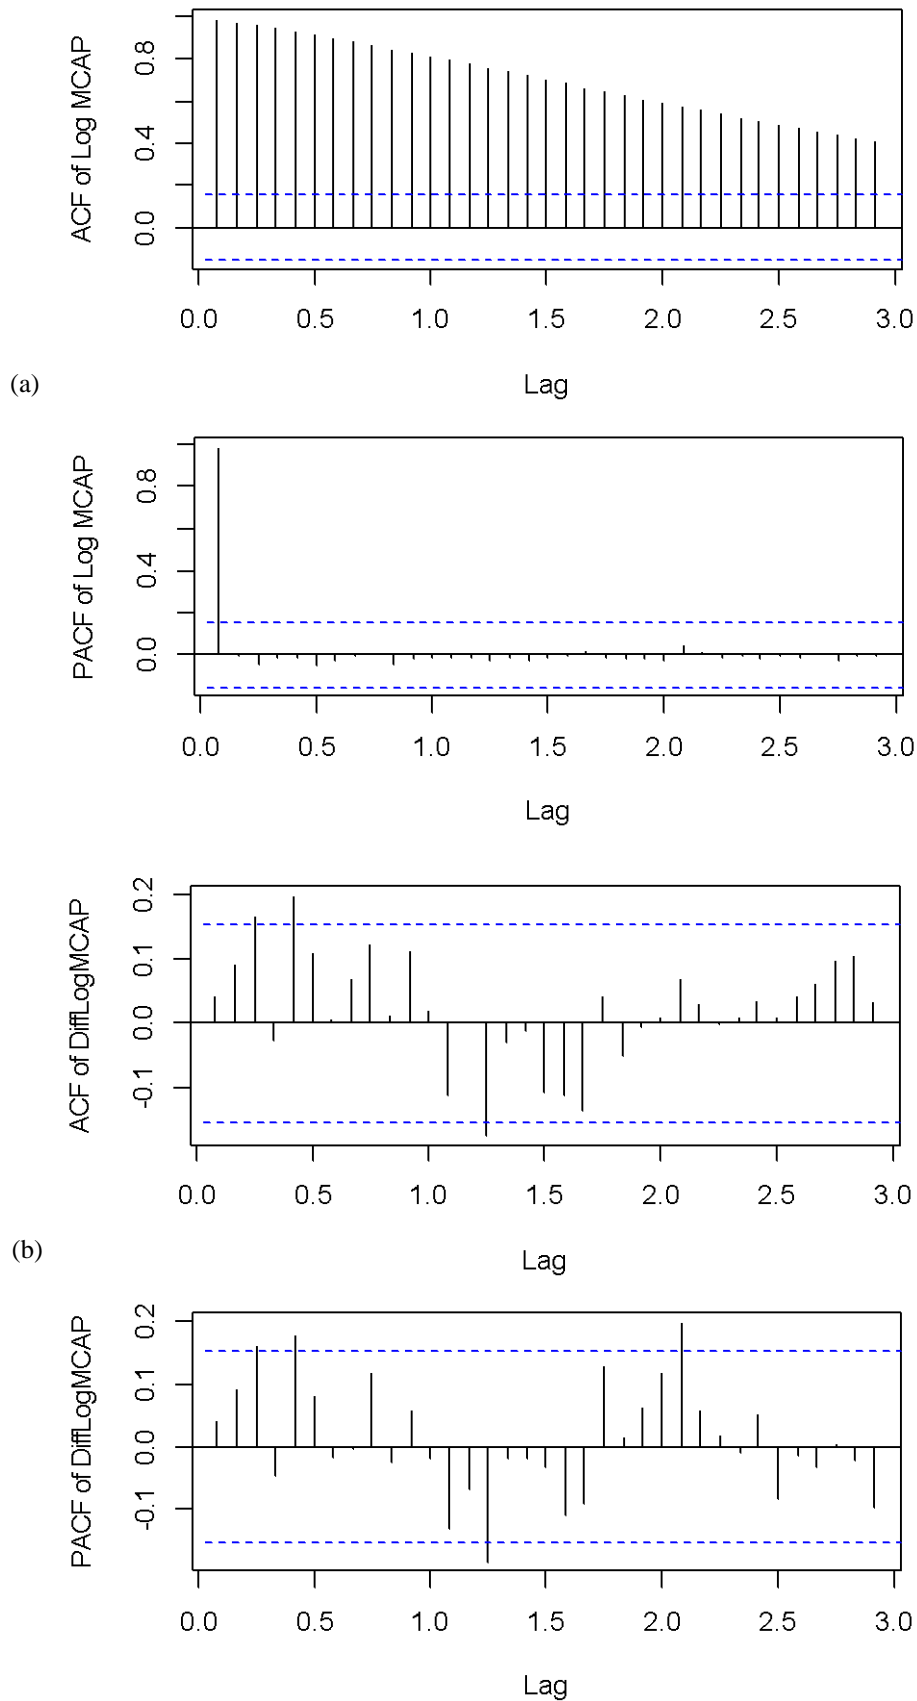 ACF of Log MCAP
0.0 0.4 0.8
0.0 0.5 1.0 1.5 2.0 2.5 3.0
Lag
(a)
PACF of Log MCAP
0.0 0.4 0.8
0.0 0.5 1.0 1.5 2.0 2.5 3.0
Lag
ACF of DiffLogMCAP
-0.1 0.0 0.1 0.2
0.0 0.5 1.0 1.5 2.0 2.5 3.0
Lag
(b)
PACF of DiffLogMCAP
-0.1 0.0 0.1 0.2
0.0 0.5 1.0 1.5 2.0 2.5 3.0
Lag